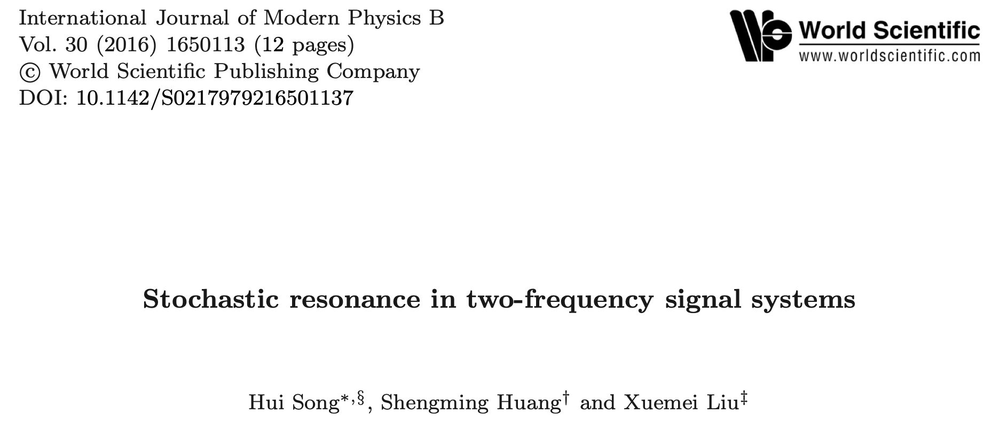 International Journal of Modern Physics B
Vol. 30 (2016) 1650113 (12 pages)
© World Scientific Publishing Company
DOI: 10.1142/S0217979216501137
World Scientific
www.worldscientific.com
Stochastic resonance in two-frequency signal systems
Hui Song*,§, Shengming Huang† and Xuemei Liu‡